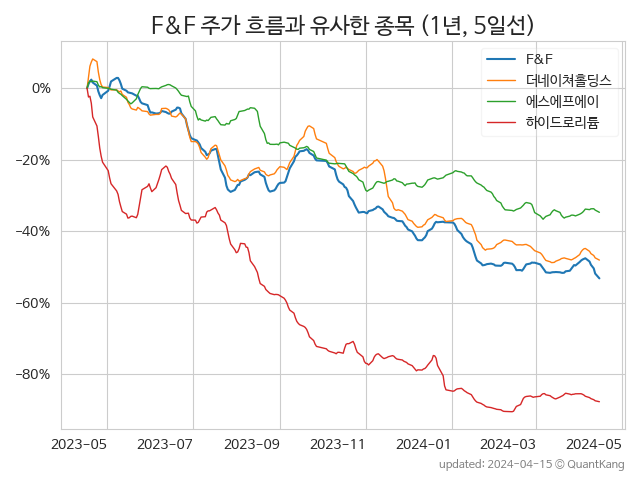 F&F 주가 흐름과 유사한 종목 (1년, 5일선)
F&F
더네이쳐홀딩스
에스에프에이
하이드로리튬
0%
−20%
−40%
−60%
−80%
2023-05 2023-07 2023-09 2023-11 2024-01 2024-03 2024-05
updated: 2024-04-15 © QuantKang